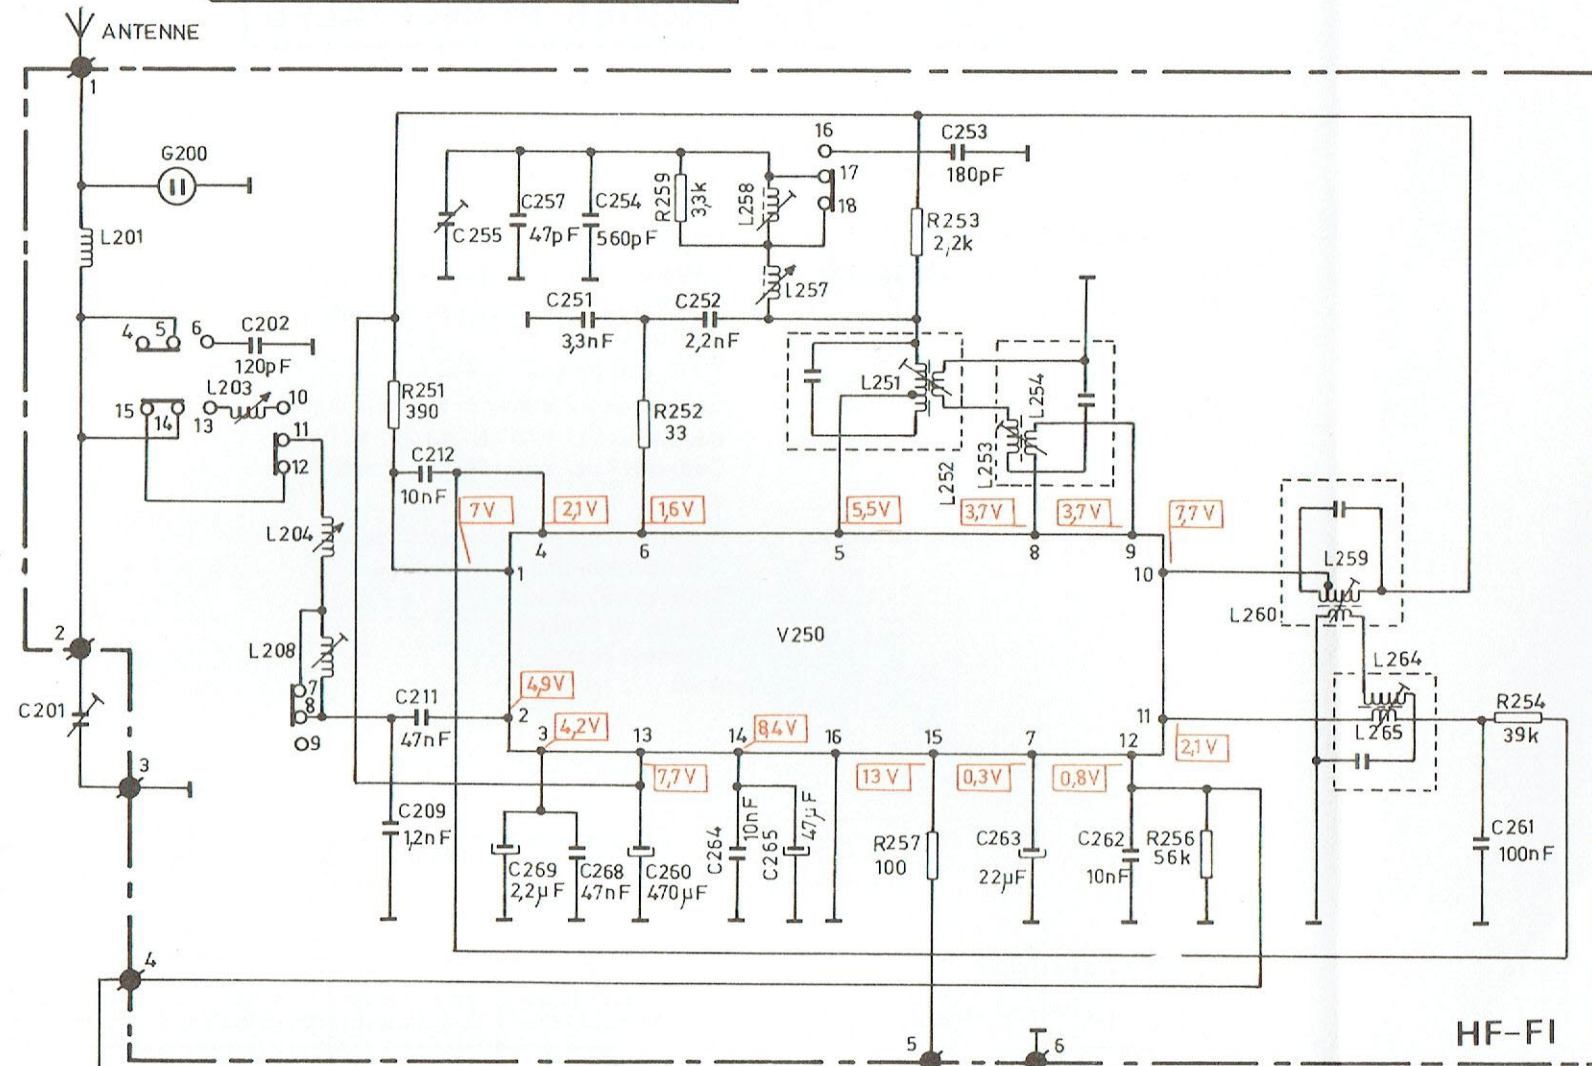 ANTENNE
1
G200
L201
4 5 6
C202
120pF
L203
15 14 13 10
11
12
L204
L208
7
8
9
2
C201
3
4
C255
C257
47pF
C254
560pF
R259
3,3k
L258
16
17
18
C253
180pF
L257
R253
2,2k
C251
3,3nF
C252
2,2nF
R251
390
R252
33
C212
10nF
L251
L252
L253
L254
7V
2,1V
1,6V
5,5V
3,7V
3,7V
7,7V
4 6 5 8 9
1
10
V250
L259
L260
L264
L265
R254
39k
C261
100nF
C211
47nF
C209
1,2nF
4,9V
2
11
2,1V
3 13 14 16 15 7 12
4,2V
7,7V
8,4V
13V
0,3V
0,8V
C269
2,2µF
C268
47nF
C260
470µF
C264
10nF
C265
47µF
R257
100
C263
22µF
C262
10nF
R256
56k
5
6
HF-FI